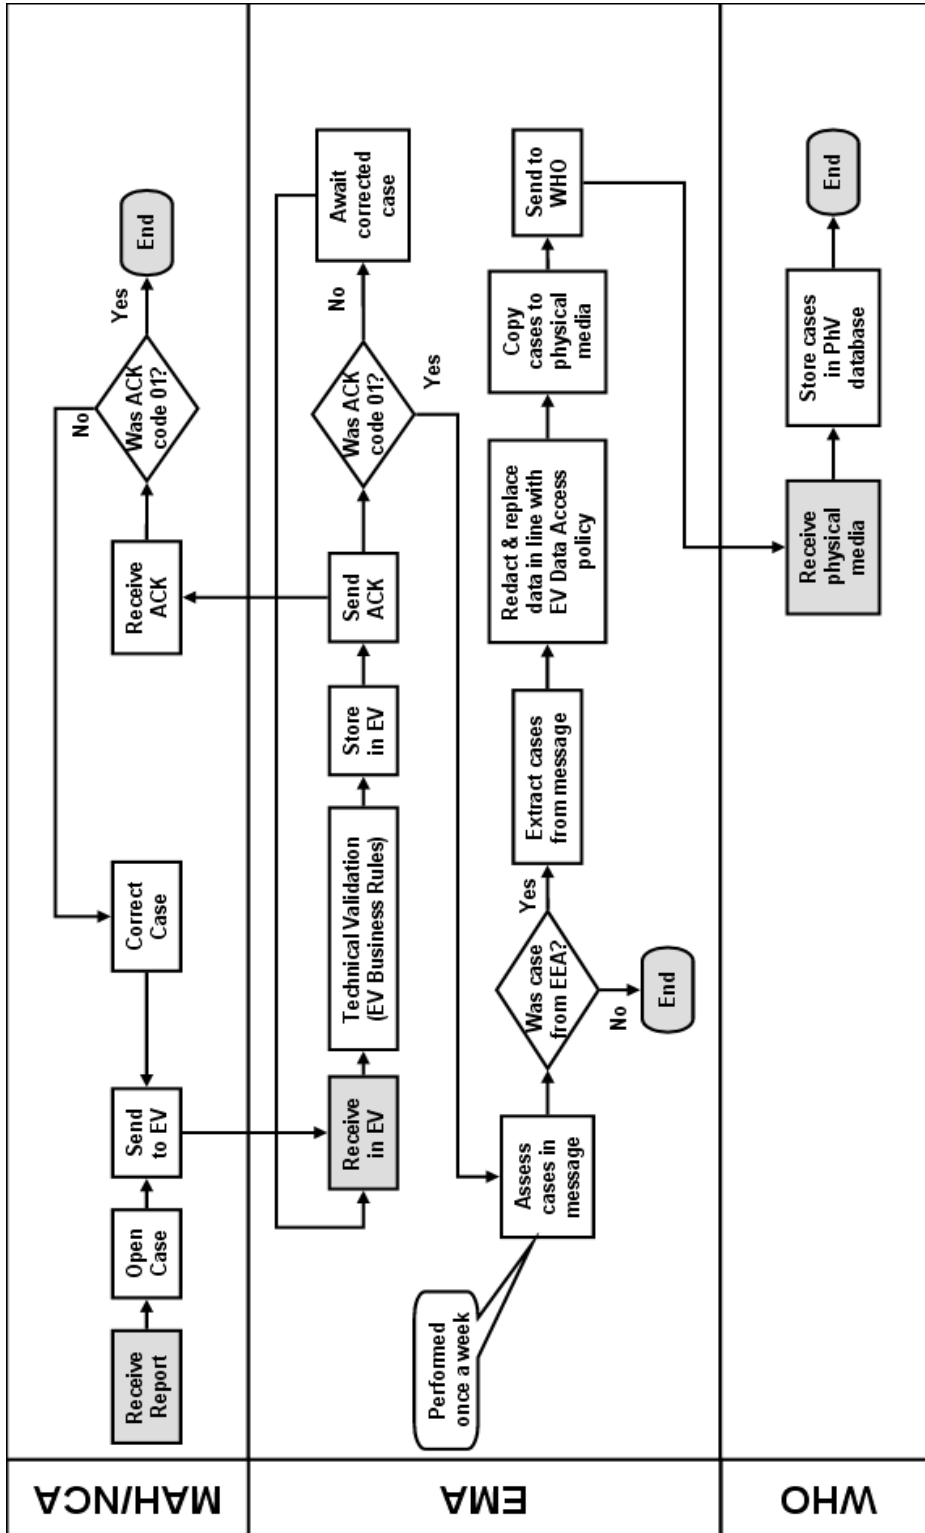 MAH/NCA
Receive
Report
Open
Case
Send
to EV
Correct
Case
Receive
ACK
Was ACK
code 01?
No
Yes
End
EMA
Receive
in EV
Technical Validation
(EV Business Rules)
Store
in EV
Send
ACK
Was ACK
code 01?
No
Yes
Await
corrected
case
Performed
once a week
Assess
cases in
message
Was case
from EEA?
No
End
Yes
Extract cases
from message
Redact & replace
data in line with
EV Data Access
policy
Copy
cases to
physical
media
Send to
WHO
WHO
Receive
physical
media
Store cases
in PhV
database
End